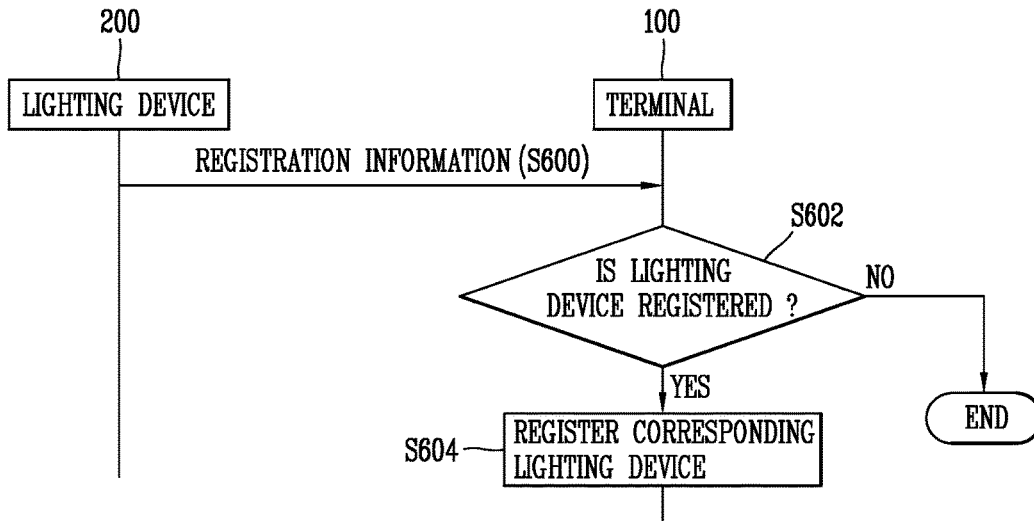 200
100
LIGHTING DEVICE
TERMINAL
REGISTRATION INFORMATION (S600)
S602
IS LIGHTING
DEVICE REGISTERED ?
NO
YES
END
S604
REGISTER CORRESPONDING
LIGHTING DEVICE